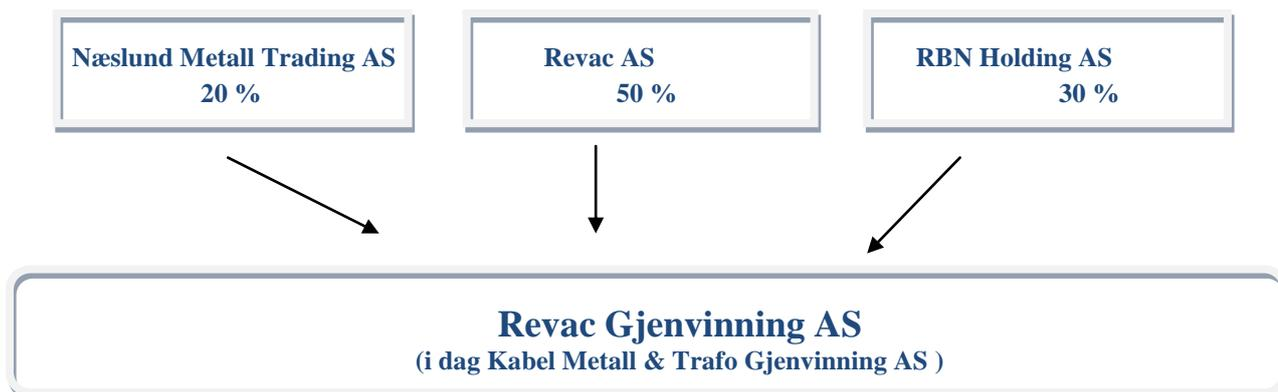 Næslund Metall Trading AS
20 %
Revac AS
50 %
RBN Holding AS
30 %
Revac Gjenvinning AS
(i dag Kabel Metall & Trafo Gjenvinning AS )